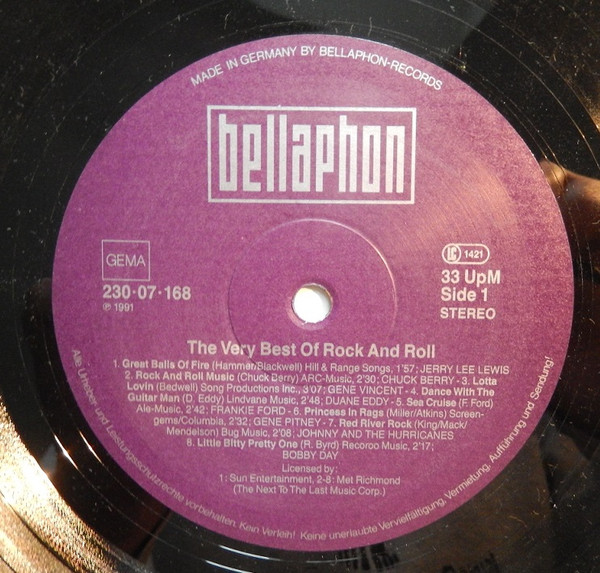 MADE IN GERMANY BY BELLAPHON-RECORDS
bellaphon
GEMA
230·07·168
℗ 1991
LC 1421
33 UpM
Side 1
STEREO
The Very Best Of Rock And Roll
1. Great Balls Of Fire (Hammer/Blackwell) Hill & Range Songs, 1'57; JERRY LEE LEWIS
2. Rock And Roll Music (Chuck Berry) ARC-Music, 2'30; CHUCK BERRY - 3. Lotta
Lovin (Bedwell) Song Productions Inc., 3'07; GENE VINCENT - 4. Dance With The
Guitar Man (D. Eddy) Lindvane Music, 2'48; DUANE EDDY - 5. Sea Cruise (F. Ford)
Ale-Music, 2'42; FRANKIE FORD - 6. Princess In Rags (Miller/Atkins) Screen-
gems/Columbia, 2'32; GENE PITNEY - 7. Red River Rock (King/Mack/
Mendelson) Bug Music, 2'08; JOHNNY AND THE HURRICANES
8. Little Bitty Pretty One (R. Byrd) Recoroo Music, 2'17;
BOBBY DAY
Licensed by:
1: Sun Entertainment, 2-8: Met Richmond
(The Next To The Last Music Corp.)
Alle Urheber- und Leistungsschutzrechte vorbehalten. Kein Verleih! Keine unerlaubte Vervielfältigung, Vermietung, Aufführung und Sendung!